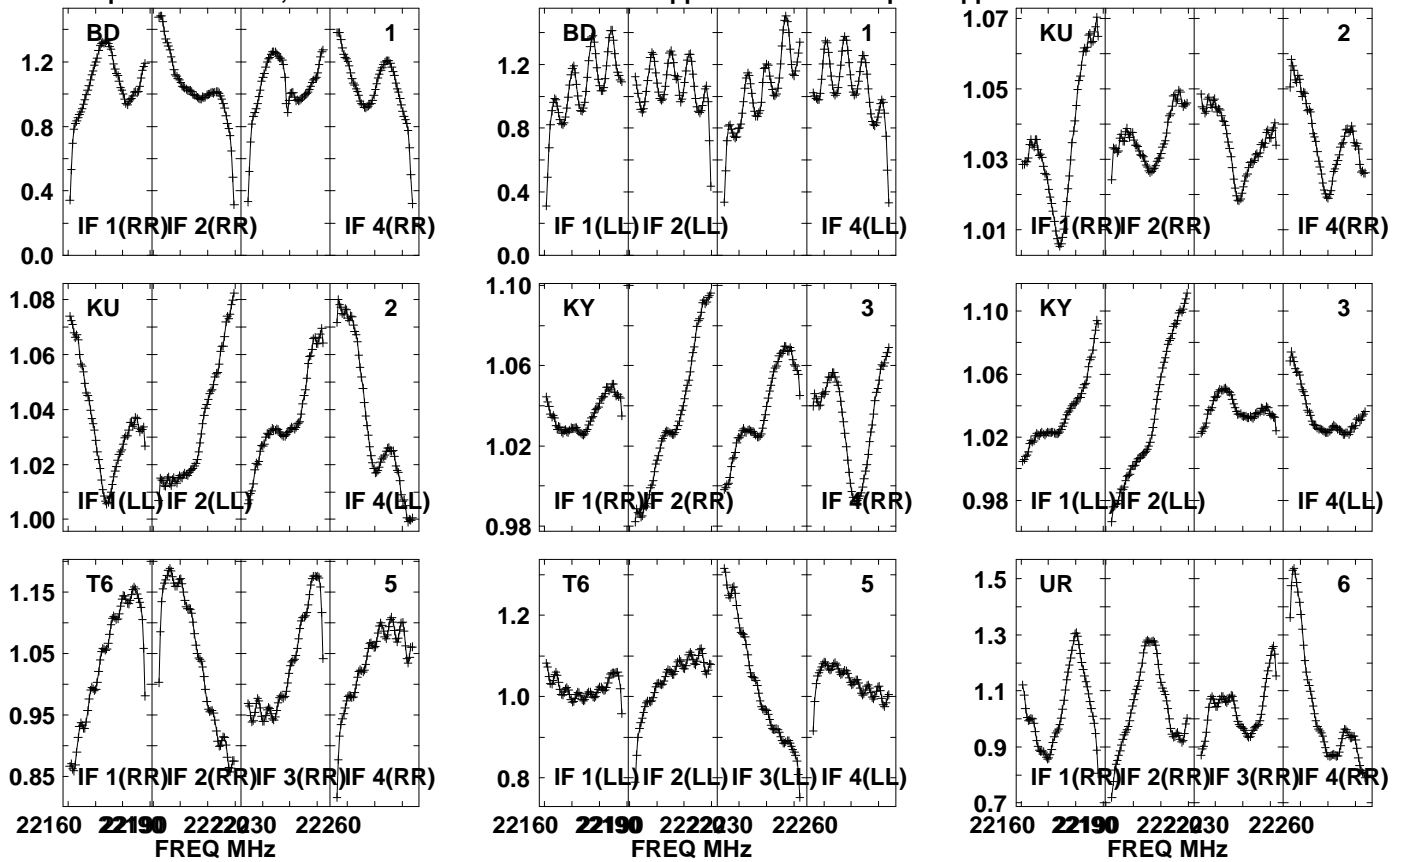 BD 1
1.2
0.8
0.4
0.0
IF 1(RR) IF 2(RR) IF 4(RR)
BD 1
1.2
0.8
0.4
0.0
IF 1(LL) IF 2(LL) IF 4(LL)
KU 2
1.07
1.05
1.03
1.01
IF 1(RR) IF 2(RR) IF 4(RR)
KU 2
1.08
1.06
1.04
1.02
1.00
IF 1(LL) IF 2(LL) IF 4(LL)
KY 3
1.10
1.06
1.02
0.98
IF 1(RR) IF 2(RR) IF 4(RR)
KY 3
1.10
1.06
1.02
0.98
IF 1(LL) IF 2(LL) IF 4(LL)
T6 5
1.15
1.05
0.95
0.85
IF 1(RR) IF 2(RR) IF 3(RR) IF 4(RR)
22160 22190 22230 22260
FREQ MHz
T6 5
1.2
1.0
0.8
IF 1(LL) IF 2(LL) IF 3(LL) IF 4(LL)
22160 22190 22230 22260
FREQ MHz
UR 6
1.5
1.3
1.1
0.9
0.7
IF 1(RR) IF 2(RR) IF 3(RR) IF 4(RR)
22160 22190 22230 22260
FREQ MHz